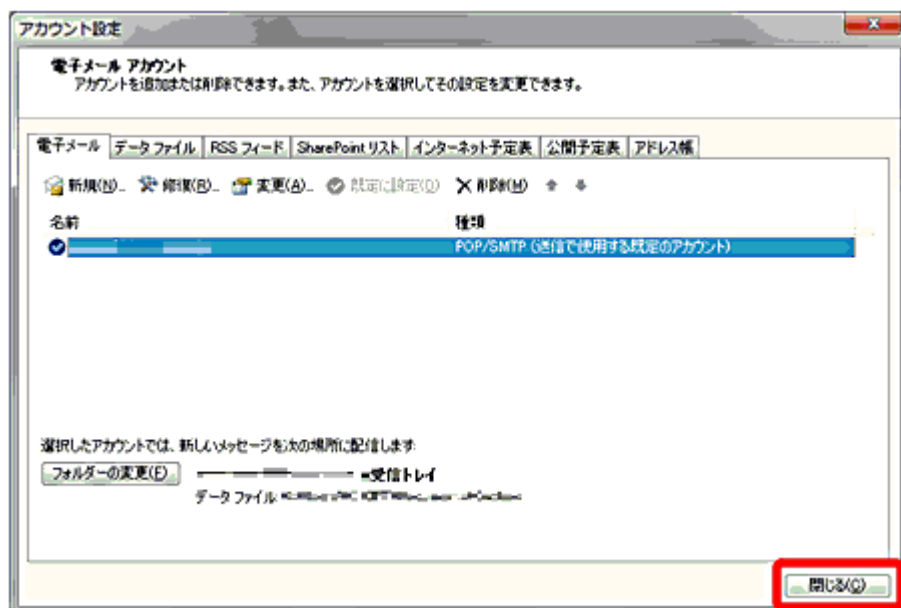 アカウント設定
電子メール アカウント
アカウントを追加または削除できます。また、アカウントを選択してその設定を変更できます。
電子メール データ ファイル RSS フィード SharePoint リスト インターネット予定表 公開予定表 アドレス帳
新規(N)... 修復(R)... 変更(A)... 既定に設定(D) 削除(M)
名前 種類
POP/SMTP (送信で使用する既定のアカウント)
選択したアカウントでは、新しいメッセージを次の場所に配信します:
フォルダーの変更(F) ¥受信トレイ
データ ファイル
閉じる(C)